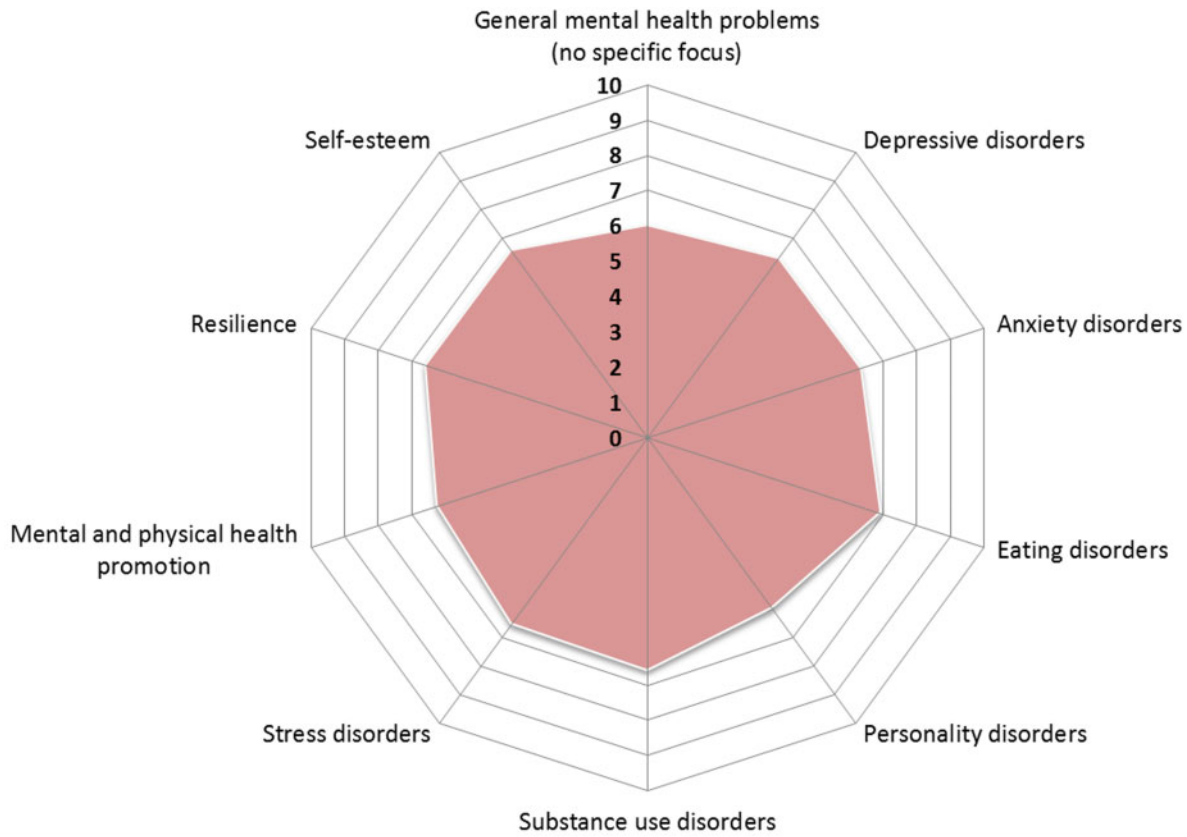 General mental health problems
(no specific focus)
10
9
8
7
6
5
4
3
2
1
0
Self-esteem
Depressive disorders
Resilience
Anxiety disorders
Mental and physical health
promotion
Eating disorders
Stress disorders
Personality disorders
Substance use disorders